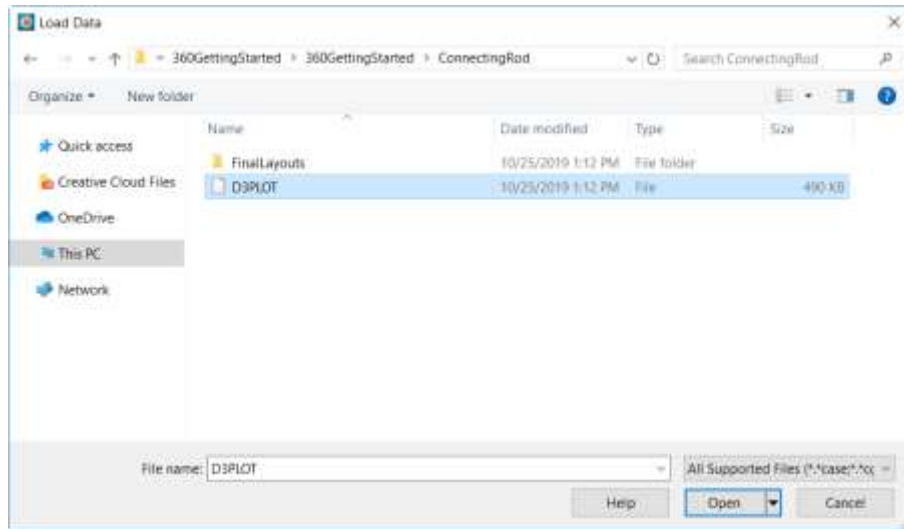 Load Data
360GettingStarted › 360GettingStarted › ConnectingRod Search ConnectingRod
Organize New folder
Name Date modified Type Size
Quick access
FinalLayouts 10/25/2019 1:12 PM File folder
Creative Cloud Files
D3PLOT 10/25/2019 1:12 PM File 490 KB
OneDrive
This PC
Network
File name: D3PLOT All Supported Files (*.*case;*.*
Help Open Cancel